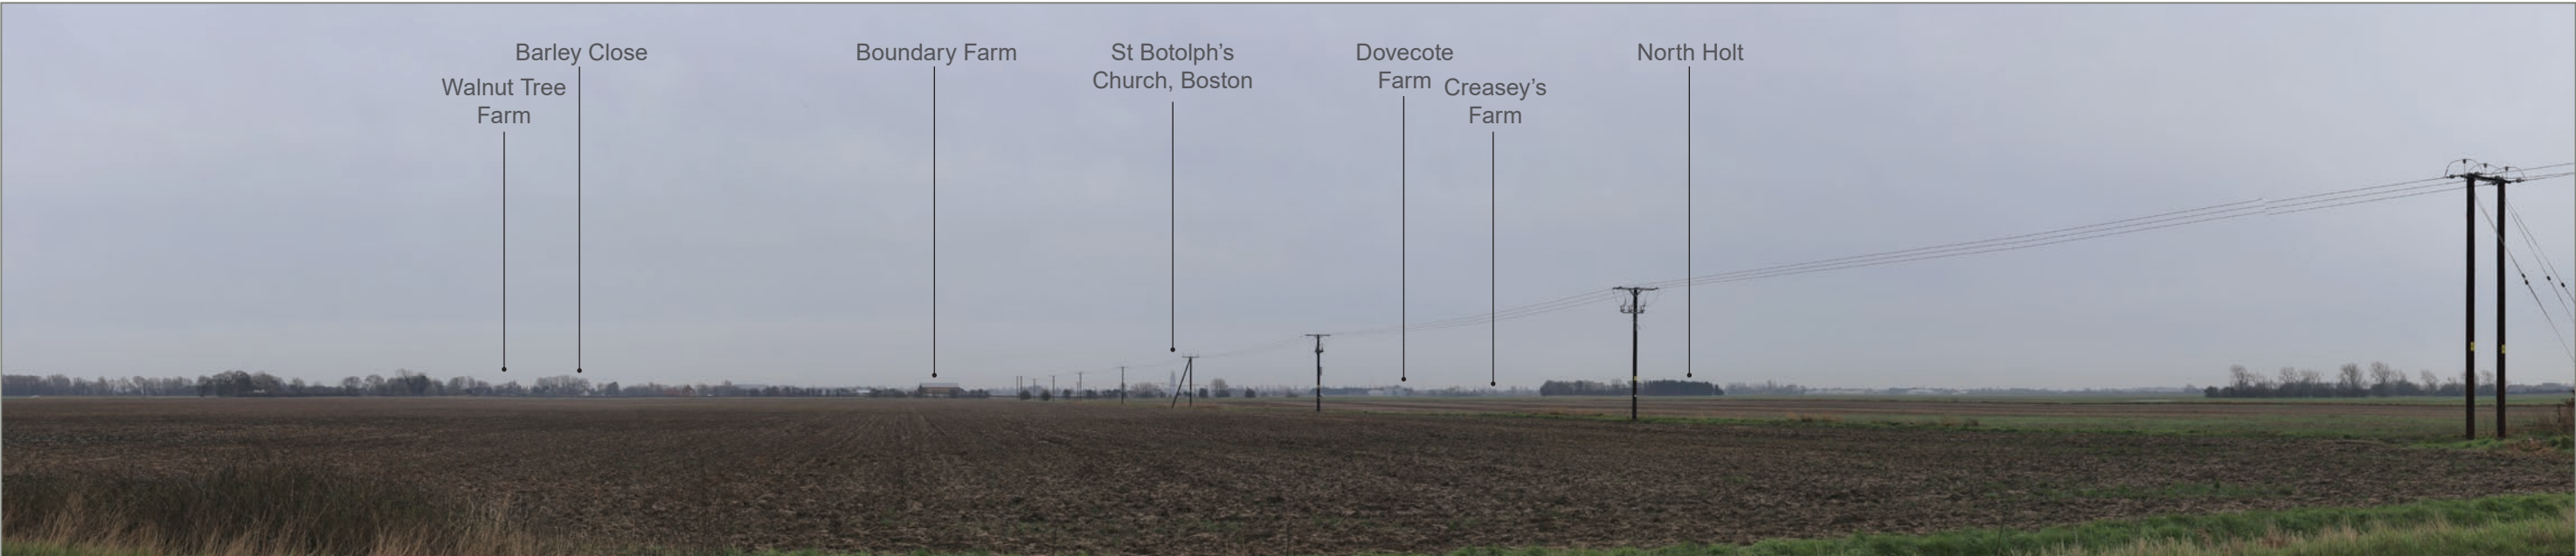 Barley Close
Walnut Tree
Farm
Boundary Farm
St Botolph’s
Church, Boston
Dovecote
Farm
Creasey’s
Farm
North Holt